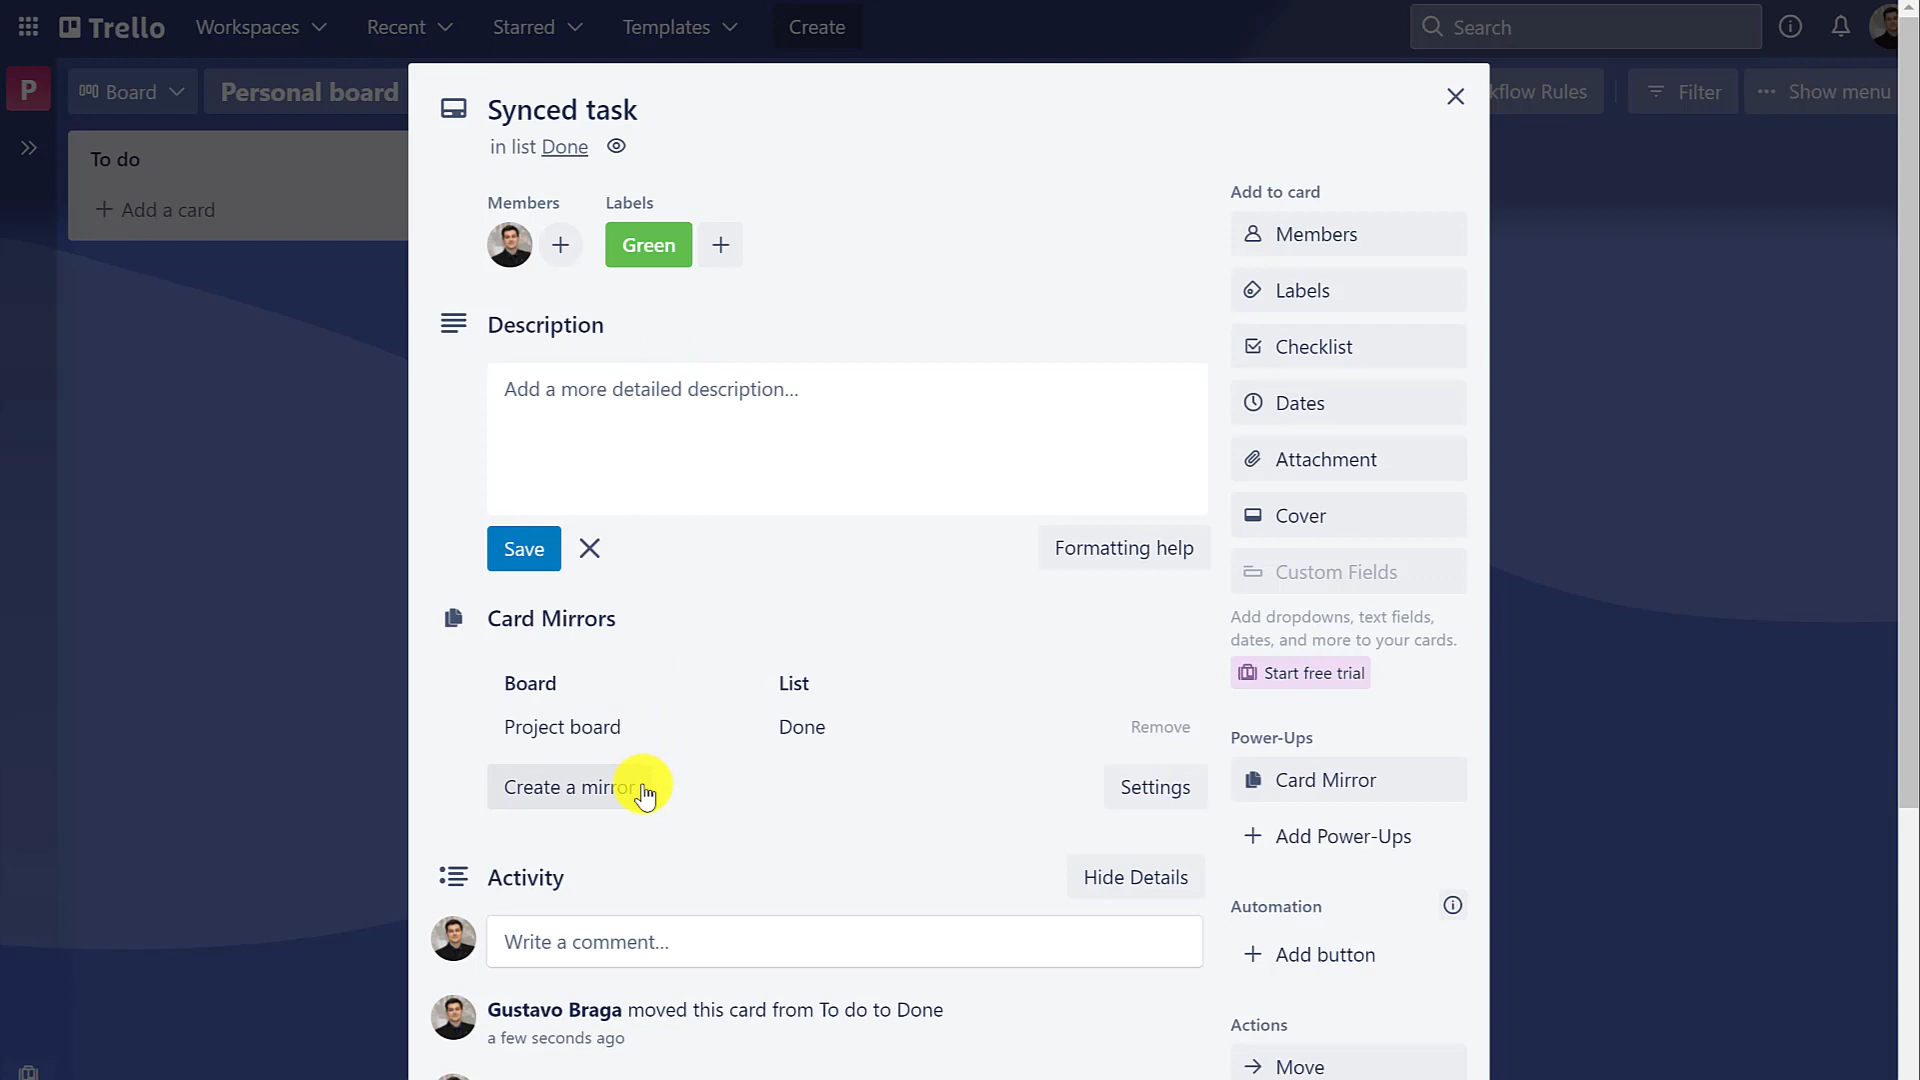 Trello
Workspaces
Recent
Starred
Templates
Create
Search
P
Board
Personal board
kflow Rules
Filter
Show menu
To do
Add a card
Synced task
in list Done
Members
Labels
Green
Description
Add a more detailed description...
Save
Formatting help
Card Mirrors
Board List
Project board Done Remove
Create a mirror
Settings
Activity
Hide Details
Write a comment...
Gustavo Braga moved this card from To do to Done
a few seconds ago
Add to card
Members
Labels
Checklist
Dates
Attachment
Cover
Custom Fields
Add dropdowns, text fields,
dates, and more to your cards.
Start free trial
Power-Ups
Card Mirror
Add Power-Ups
Automation
Add button
Actions
Move